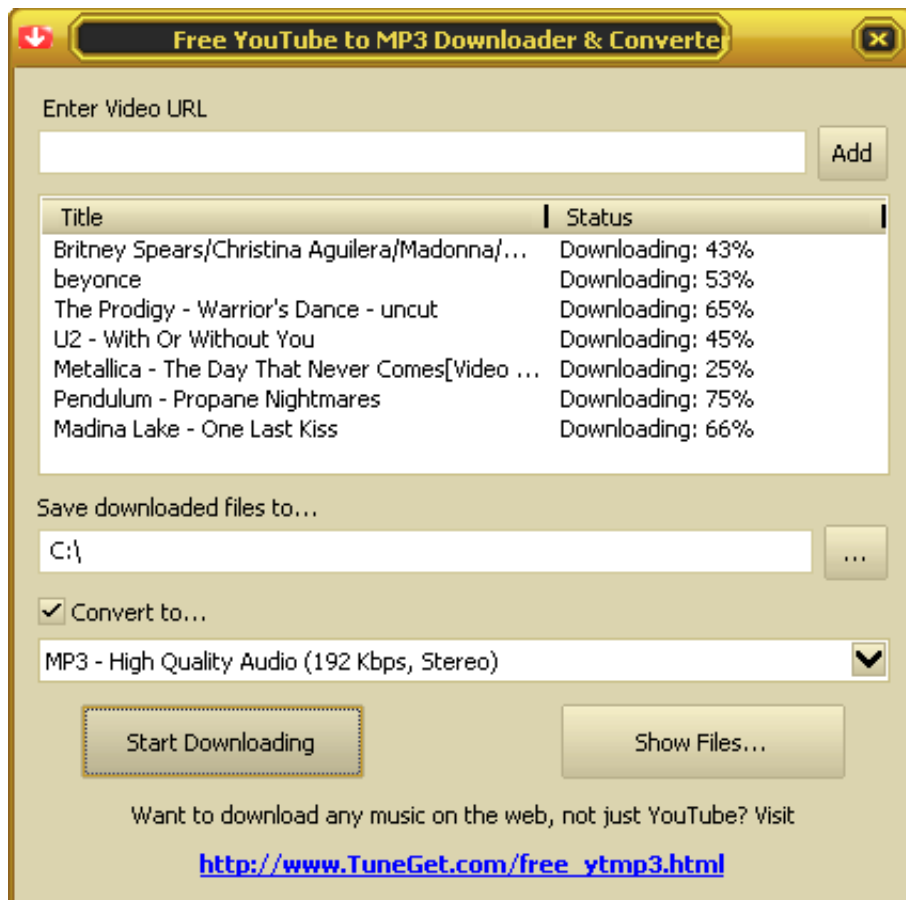 Free YouTube to MP3 Downloader & Converter
Enter Video URL
Add
Title Status
Britney Spears/Christina Aguilera/Madonna/... Downloading: 43%
beyonce Downloading: 53%
The Prodigy - Warrior's Dance - uncut Downloading: 65%
U2 - With Or Without You Downloading: 45%
Metallica - The Day That Never Comes[Video ... Downloading: 25%
Pendulum - Propane Nightmares Downloading: 75%
Madina Lake - One Last Kiss Downloading: 66%
Save downloaded files to...
C:\ ...
Convert to...
MP3 - High Quality Audio (192 Kbps, Stereo)
Start Downloading Show Files...
Want to download any music on the web, not just YouTube? Visit
http://www.TuneGet.com/free_ytmp3.html